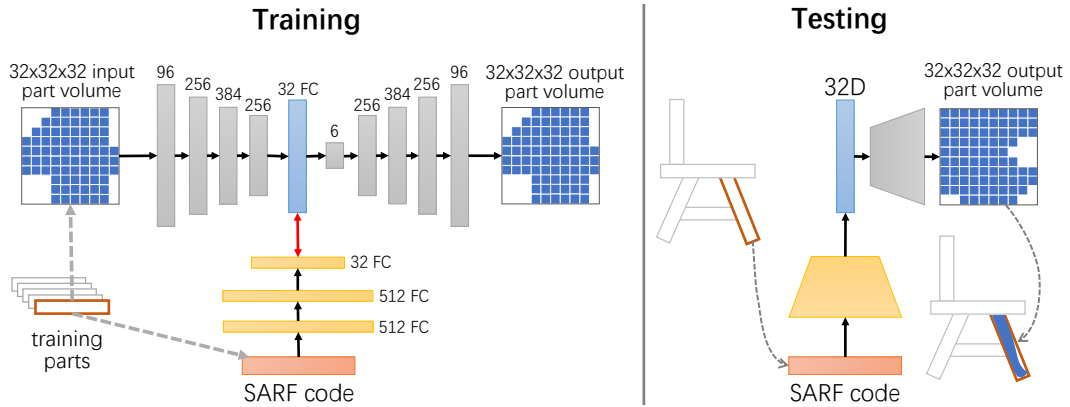 Training
32x32x32 input
part volume
96
256
384
256
32 FC
6
256
384
256
96
32x32x32 output
part volume
32 FC
512 FC
512 FC
training
parts
SARF code
Testing
32D
32x32x32 output
part volume
SARF code